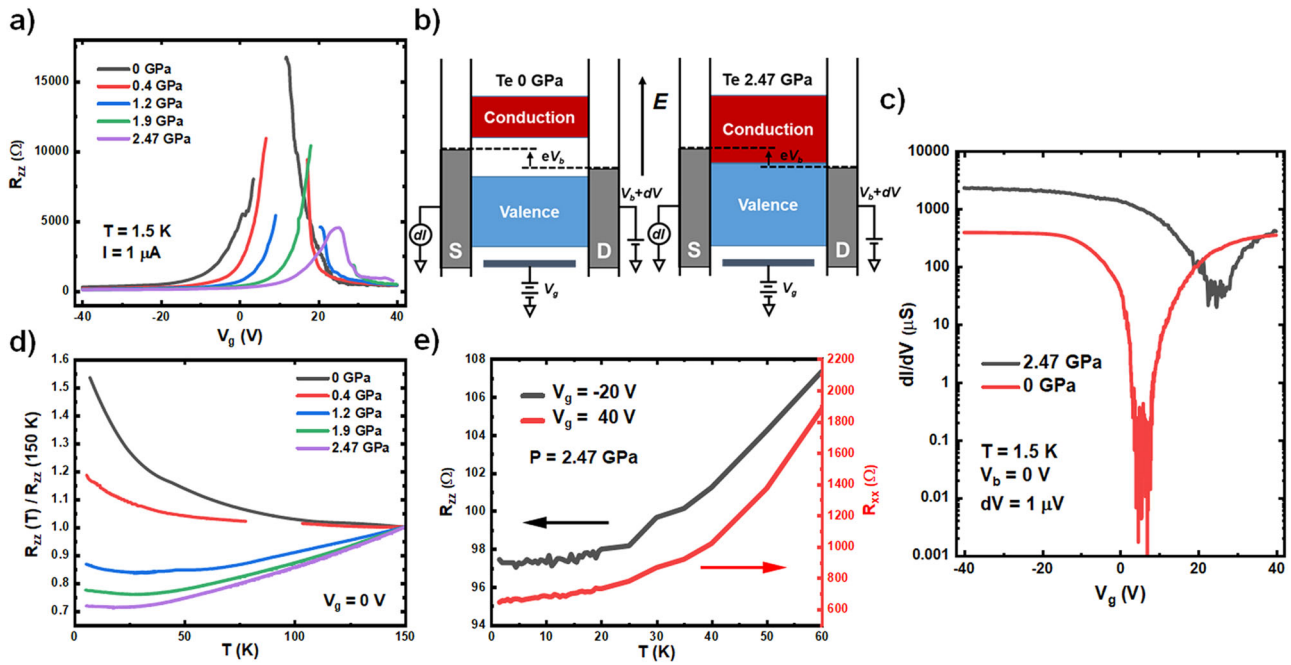 a)
R_zz (Ω)
15000
10000
5000
0
0 GPa
0.4 GPa
1.2 GPa
1.9 GPa
2.47 GPa
T = 1.5 K
I = 1 μA
-40 -20 0 20 40
V_g (V)
b)
Te 0 GPa
Conduction
eV_b
Valence
V_b+dV
dI
S
D
V_g
E
Te 2.47 GPa
Conduction
eV_b
Valence
V_b+dV
dI
S
D
V_g
c)
dI/dV (μS)
10000
1000
100
10
1
0.1
0.01
0.001
2.47 GPa
0 GPa
T = 1.5 K
V_b = 0 V
dV = 1 μV
-40 -20 0 20 40
V_g (V)
d)
R_zz (T) / R_zz (150 K)
1.6
1.5
1.4
1.3
1.2
1.1
1.0
0.9
0.8
0.7
0 GPa
0.4 GPa
1.2 GPa
1.9 GPa
2.47 GPa
V_g = 0 V
0 50 100 150
T (K)
e)
R_zz (Ω)
108
106
104
102
100
98
96
94
V_g = -20 V
V_g = 40 V
P = 2.47 GPa
2200
2000
1800
1600
1400
1200
1000
800
600
R_xx (Ω)
0 10 20 30 40 50 60
T (K)